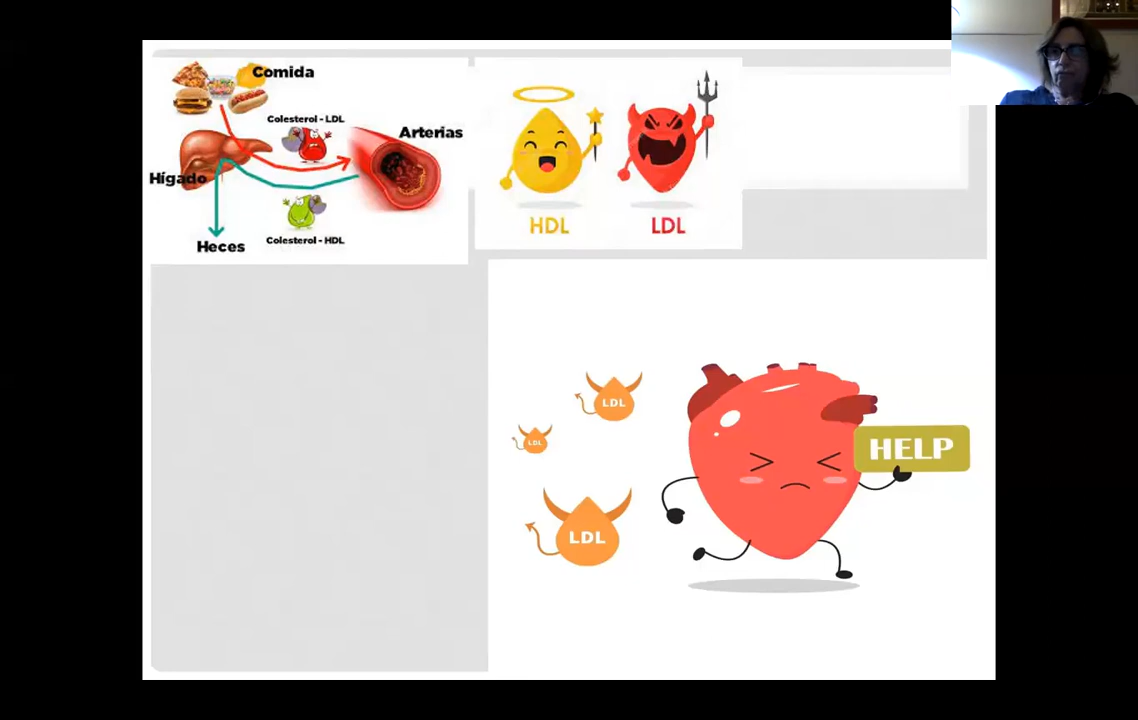 Comida
Colesterol - LDL
Arterias
Hígado
Colesterol - HDL
Heces
HDL
LDL
LDL
LDL
LDL
HELP